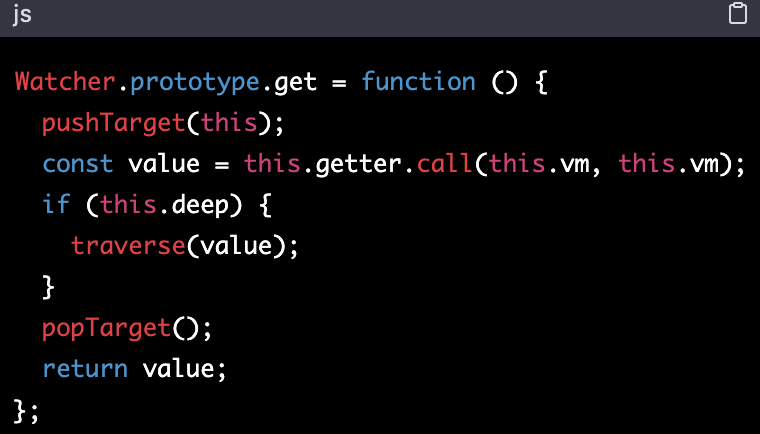 js
Watcher.prototype.get = function () {
  pushTarget(this);
  const value = this.getter.call(this.vm, this.vm);
  if (this.deep) {
    traverse(value);
  }
  popTarget();
  return value;
};